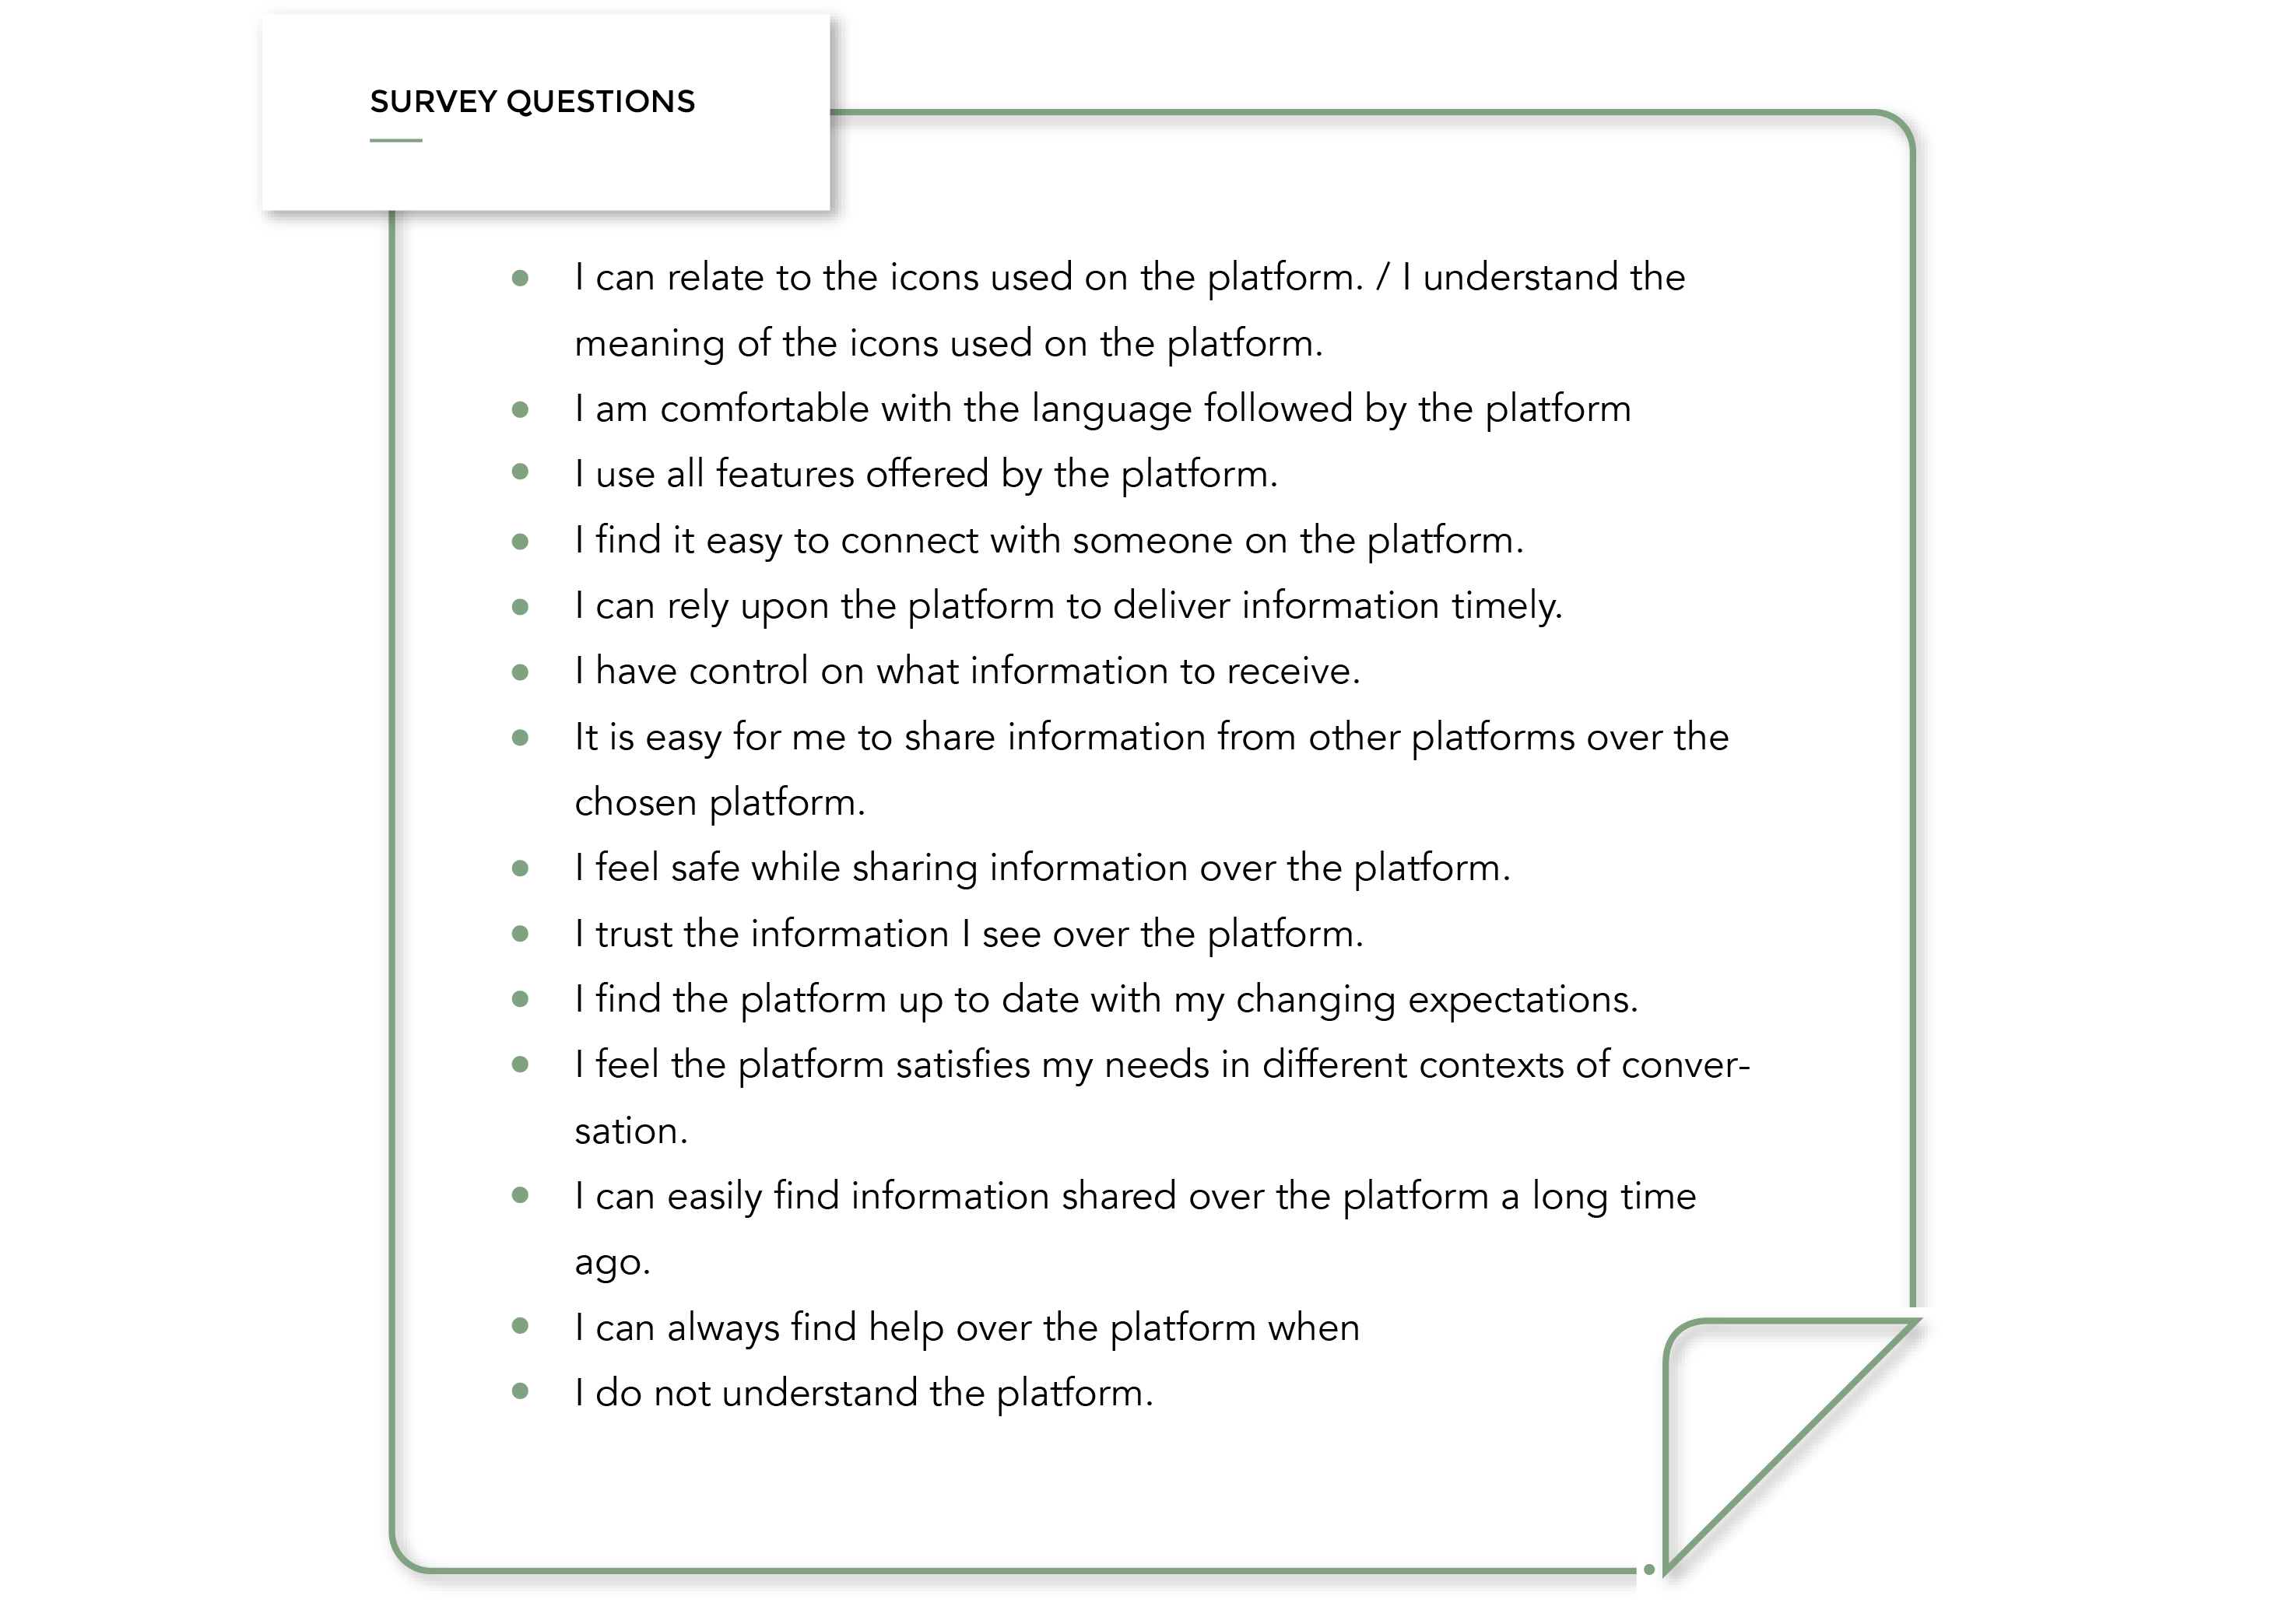 SURVEY QUESTIONS
I can relate to the icons used on the platform. / I understand the
meaning of the icons used on the platform.
I am comfortable with the language followed by the platform
I use all features offered by the platform.
I find it easy to connect with someone on the platform.
I can rely upon the platform to deliver information timely.
I have control on what information to receive.
It is easy for me to share information from other platforms over the
chosen platform.
I feel safe while sharing information over the platform.
I trust the information I see over the platform.
I find the platform up to date with my changing expectations.
I feel the platform satisfies my needs in different contexts of conver-
sation.
I can easily find information shared over the platform a long time
ago.
I can always find help over the platform when
I do not understand the platform.